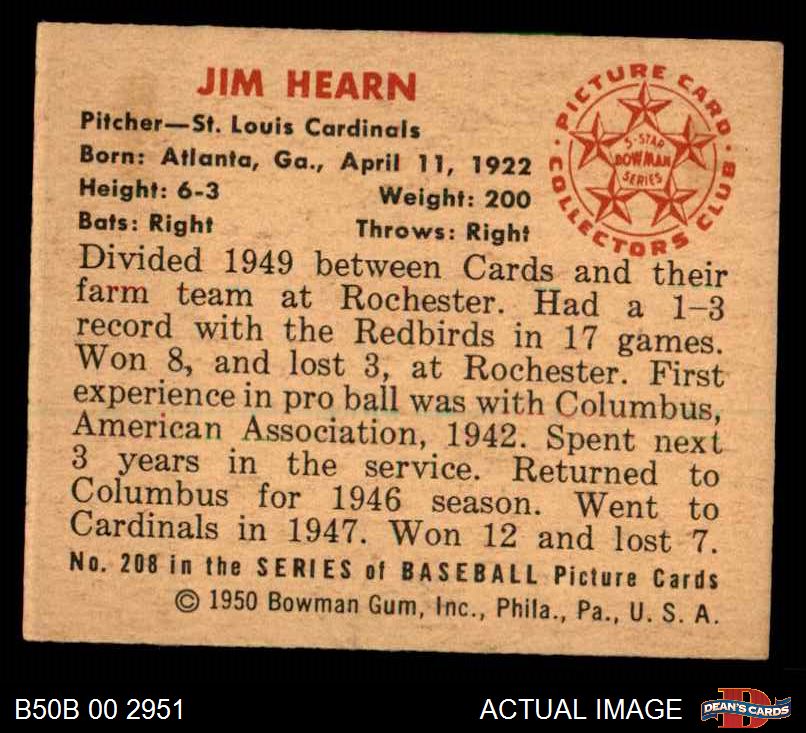 JIM HEARN
Pitcher—St. Louis Cardinals
Born: Atlanta, Ga., April 11, 1922
Height: 6-3 Weight: 200
Bats: Right Throws: Right
PICTURE CARD COLLECTORS CLUB
5-STAR
BOWMAN
SERIES
Divided 1949 between Cards and their
farm team at Rochester. Had a 1–3
record with the Redbirds in 17 games.
Won 8, and lost 3, at Rochester. First
experience in pro ball was with Columbus,
American Association, 1942. Spent next
3 years in the service. Returned to
Columbus for 1946 season. Went to
Cardinals in 1947. Won 12 and lost 7.
No. 208 in the SERIES of BASEBALL Picture Cards
© 1950 Bowman Gum, Inc., Phila., Pa., U. S. A.
B50B 00 2951 ACTUAL IMAGE D DEAN'S CARDS